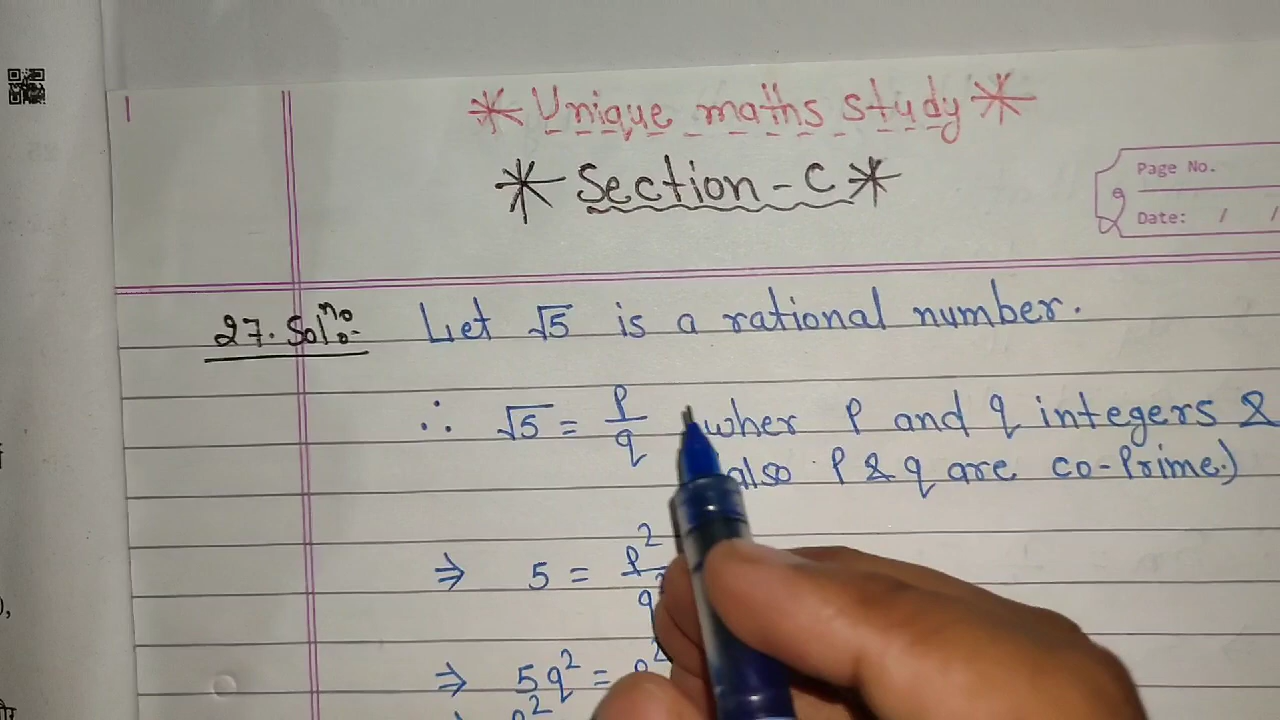 * Unique maths study *
* Section - C *
Page No.
2
Date: / /
27. Solno:-
Let √5 is a rational number.
∴ √5 = p/q (wher p and q integers &
also p & q are co-prime.)
⇒ 5 = p²/q²
⇒ 5q² = p²